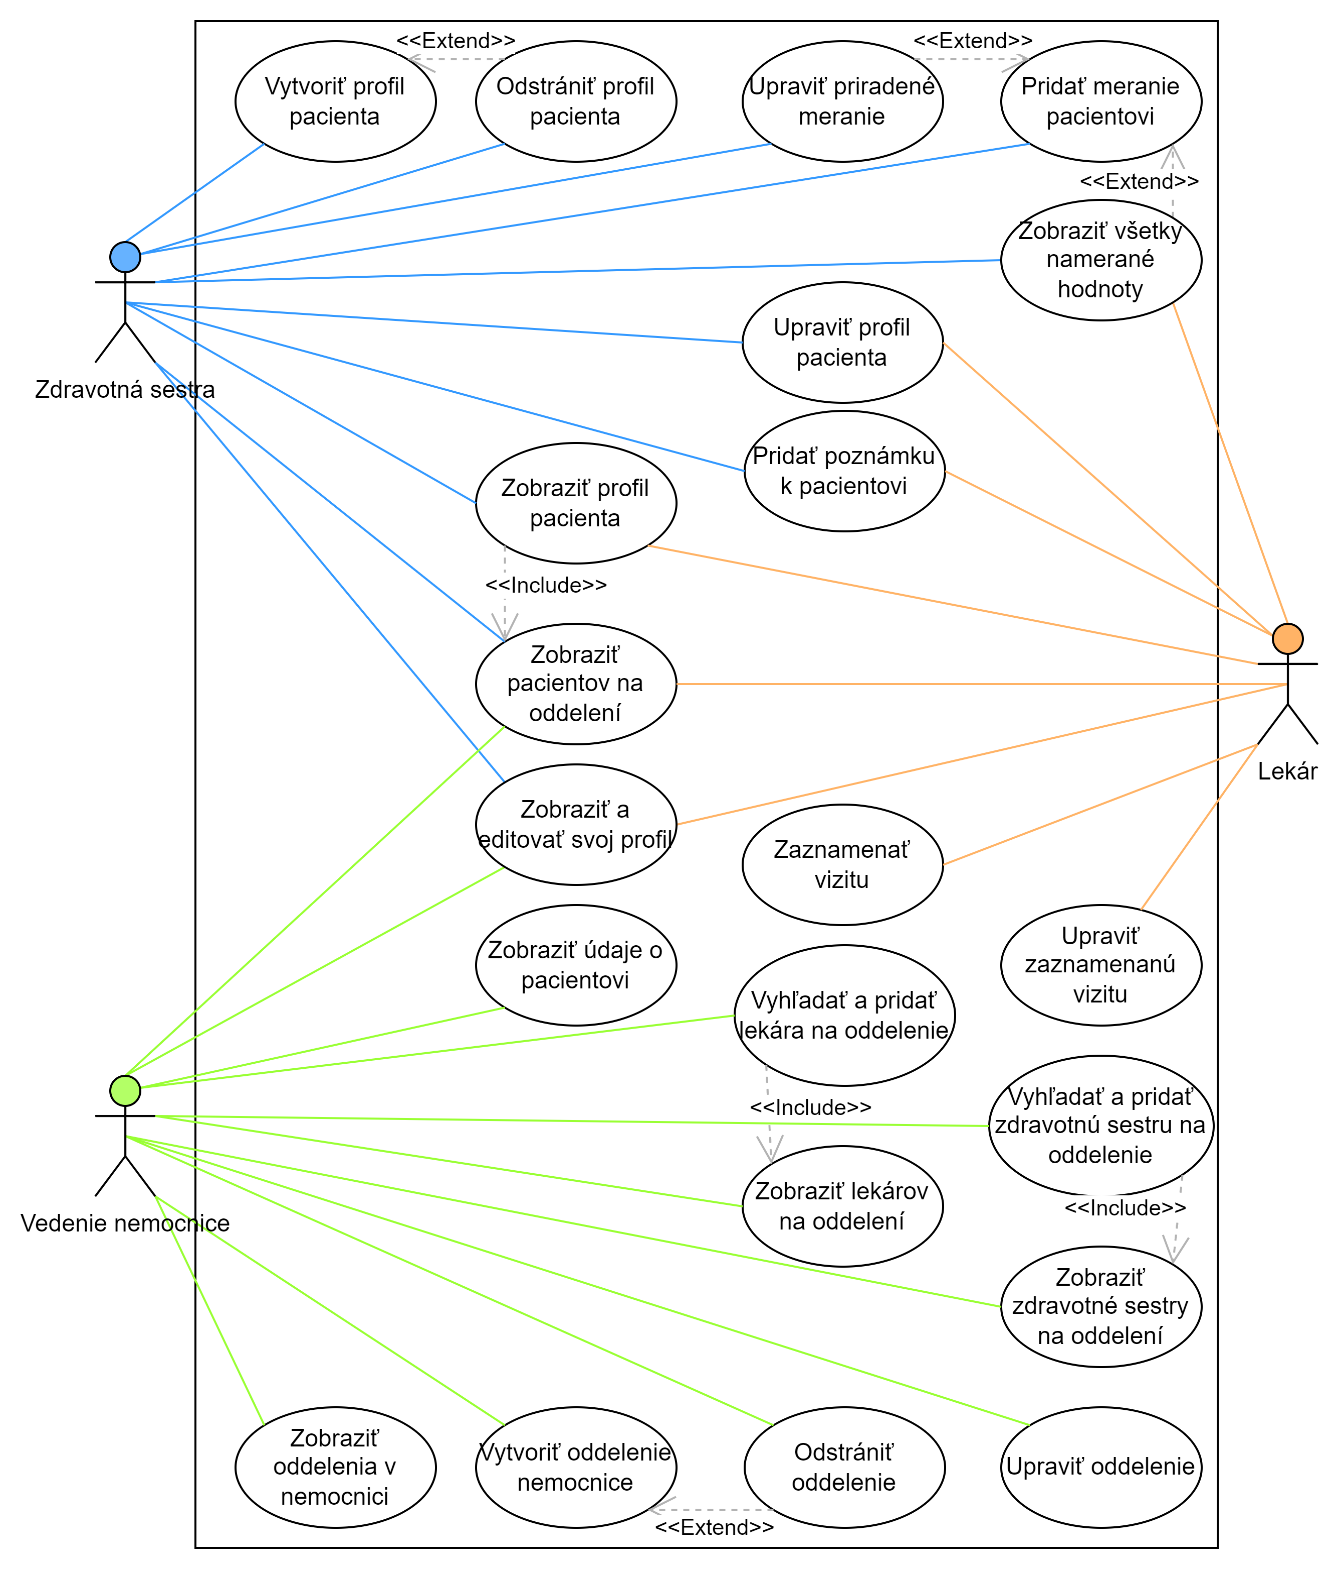 <<Extend>>
<<Extend>>
Vytvoriť profil
pacienta
Odstrániť profil
pacienta
Upraviť priradené
meranie
Pridať meranie
pacientovi
<<Extend>>
Zobraziť všetky
namerané
hodnoty
Upraviť profil
pacienta
Zdravotná sestra
Pridať poznámku
k pacientovi
Zobraziť profil
pacienta
<<Include>>
Zobraziť
pacientov na
oddelení
Lekár
Zobraziť a
editovať svoj profil
Zaznamenať
vizitu
Zobraziť údaje o
pacientovi
Upraviť
zaznamenanú
vizitu
Vyhľadať a pridať
lekára na oddelenie
<<Include>>
Vyhľadať a pridať
zdravotnú sestru na
oddelenie
Zobraziť lekárov
na oddelení
<<Include>>
Vedenie nemocnice
Zobraziť
zdravotné sestry
na oddelení
Zobraziť
oddelenia v
nemocnici
Vytvoriť oddelenie
nemocnice
Odstrániť
oddelenie
Upraviť oddelenie
<<Extend>>